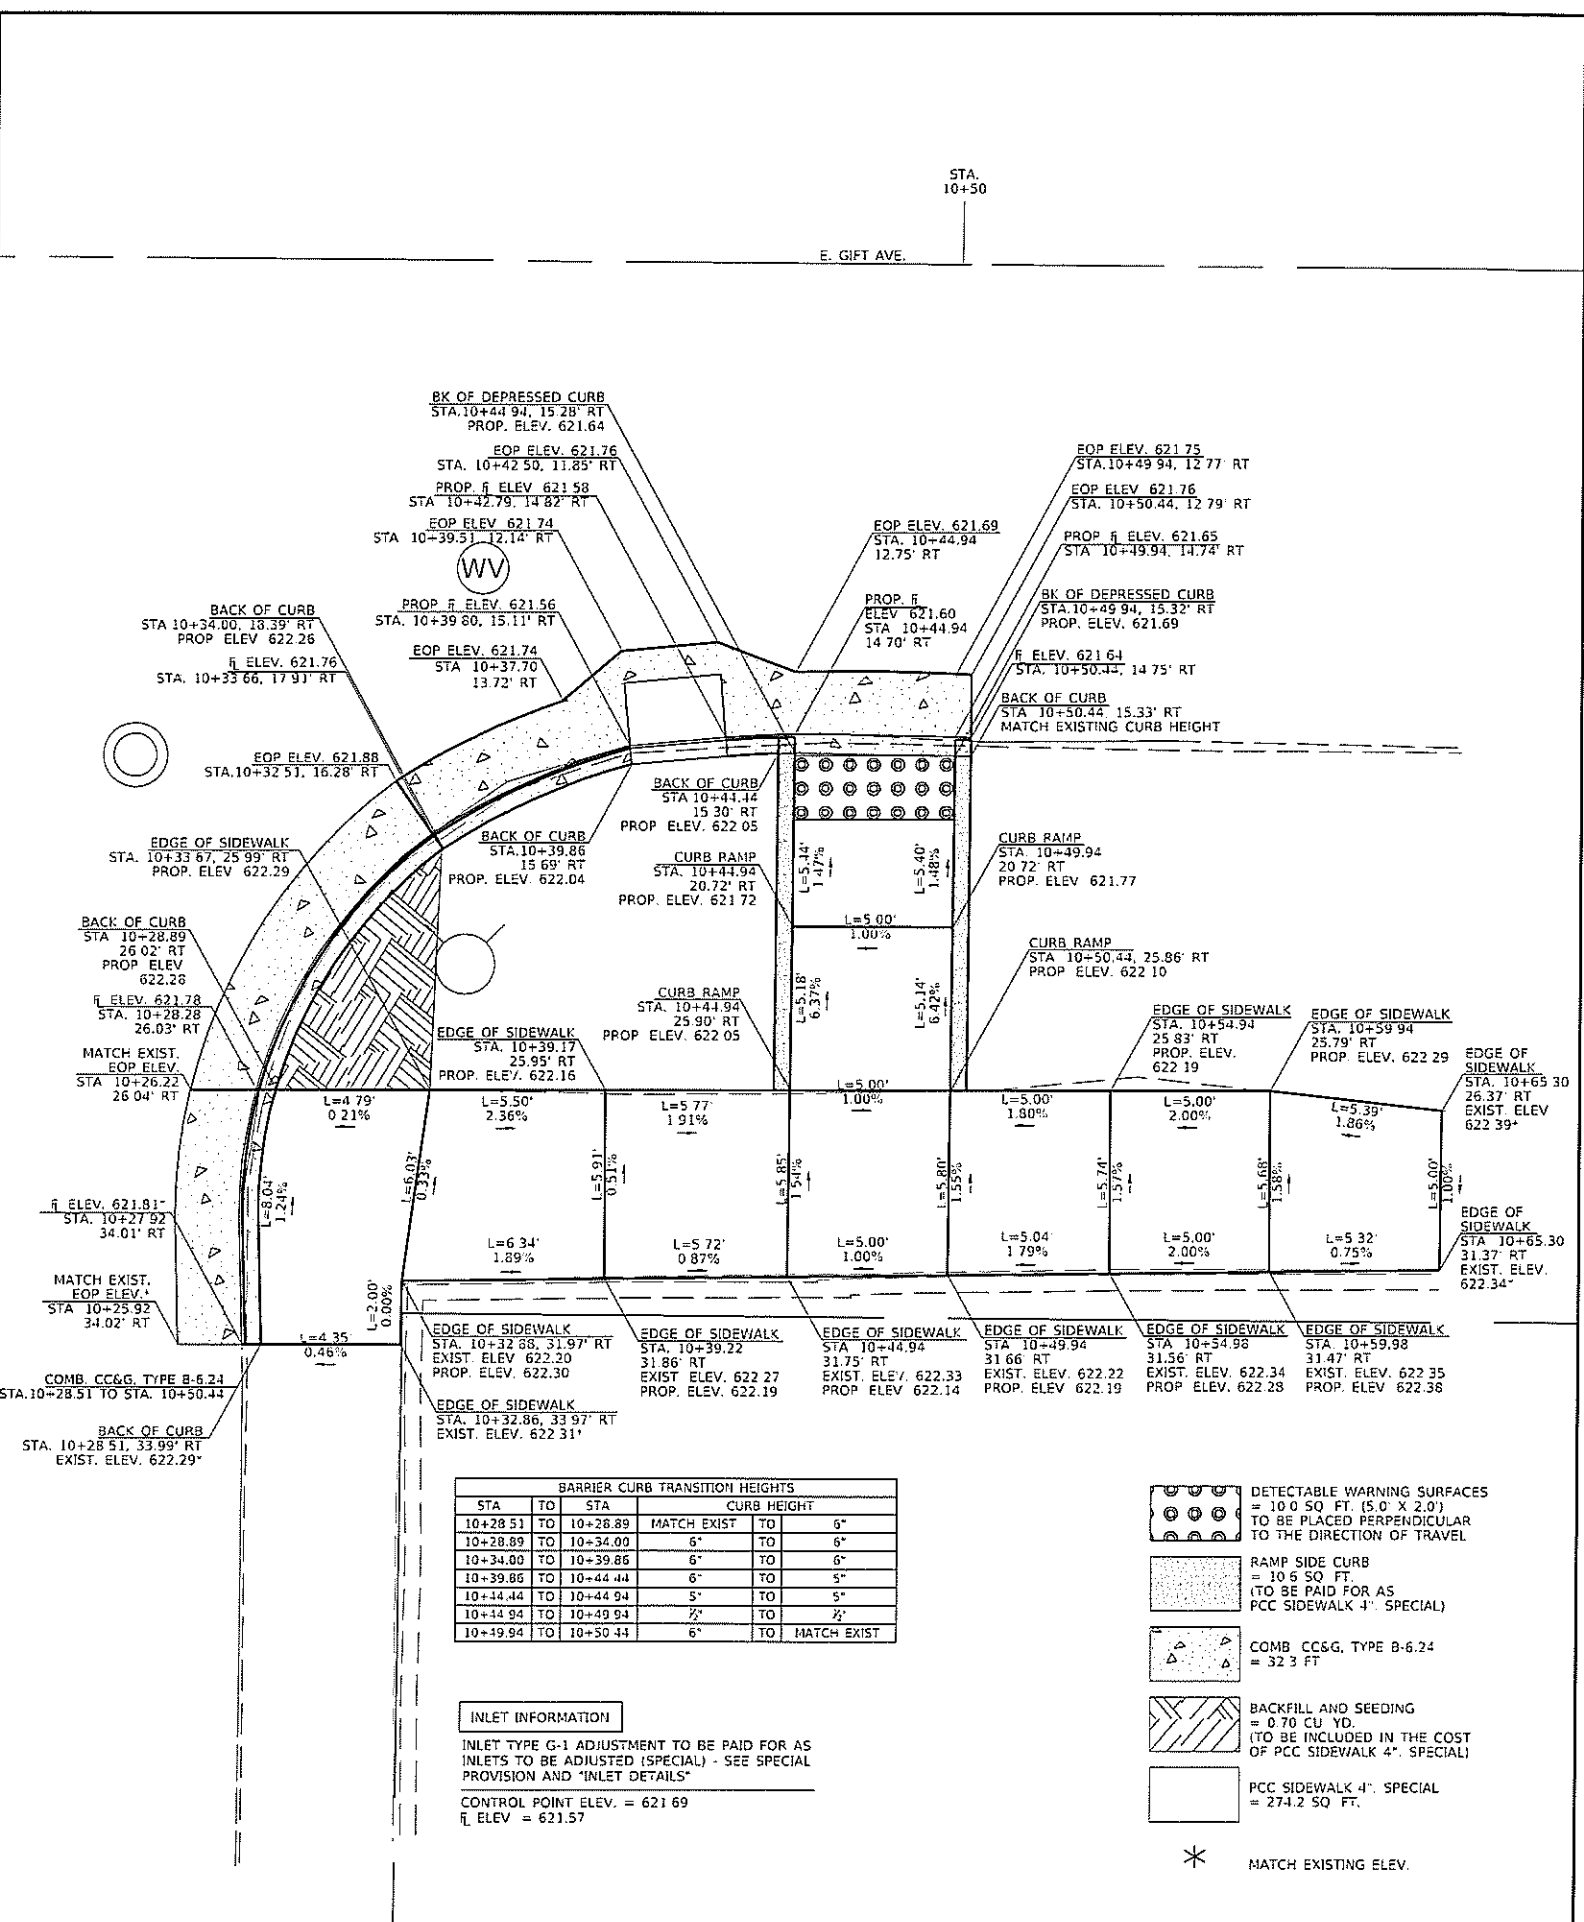 STA.
10+50
E. GIFT AVE.
BK OF DEPRESSED CURB
STA.10+44 94, 15.28' RT
PROP. ELEV. 621.64
EOP ELEV. 621.76
STA. 10+42 50, 11.85' RT
PROP. FL ELEV 621 58
STA 10+42.79, 14 82' RT
EOP ELEV 621 74
STA 10+39.51, 12.14' RT
WV
PROP FL ELEV. 621.56
STA. 10+39 80, 15.11' RT
EOP ELEV. 621.74
STA 10+37.70
13.72' RT
BACK OF CURB
STA 10+34.00, 18.39' RT
PROP ELEV 622.26
FL ELEV. 621.76
STA. 10+33 66, 17 91' RT
EOP ELEV. 621.88
STA.10+32 51, 16.28' RT
EDGE OF SIDEWALK
STA. 10+33 67, 25 99' RT
PROP. ELEV 622.29
BACK OF CURB
STA 10+28.89
26 02' RT
PROP ELEV
622.28
FL ELEV. 621.78
STA 10+28.28
26.03' RT
MATCH EXIST.
EOP ELEV.
STA 10+26.22
26 04' RT
FL ELEV. 621.81*
STA. 10+27 92
34.01' RT
MATCH EXIST.
EOP ELEV.*
STA 10+25.92
34.02' RT
COMB. CC&G, TYPE B-6.24
STA.10+28.51 TO STA. 10+50.44
BACK OF CURB
STA. 10+28 51, 33.99' RT
EXIST. ELEV. 622.29*
EOP ELEV. 621.69
STA. 10+44.94
12.75' RT
PROP. FL
ELEV 621.60
STA 10+44.94
14 70' RT
EOP ELEV. 621 75
STA.10+49 94, 12 77' RT
EOP ELEV 621.76
STA. 10+50.44, 12 79' RT
PROP FL ELEV. 621.65
STA 10+49.94, 14.74' RT
BK OF DEPRESSED CURB
STA.10+49 94, 15.32' RT
PROP. ELEV. 621.69
FL ELEV. 621 64
STA. 10+50.44, 14 75' RT
BACK OF CURB
STA 10+50.44, 15.33' RT
MATCH EXISTING CURB HEIGHT
BACK OF CURB
STA 10+44.44
15 30' RT
PROP ELEV. 622 05
BACK OF CURB
STA.10+39.86
15 69' RT
PROP. ELEV. 622.04
CURB RAMP
STA. 10+44.94
20.72' RT
PROP. ELEV. 621 72
CURB RAMP
STA. 10+49.94
20 72' RT
PROP. ELEV 621.77
CURB RAMP
STA 10+50.44, 25.86' RT
PROP ELEV. 622 10
CURB RAMP
STA. 10+44.94
25.90' RT
PROP ELEV. 622 05
EDGE OF SIDEWALK
STA. 10+39.17
25.95' RT
PROP. ELEV. 622.16
EDGE OF SIDEWALK
STA. 10+54.94
25 83' RT
PROP. ELEV.
622 19
EDGE OF SIDEWALK
STA. 10+59 94
25.79' RT
PROP. ELEV. 622 29
EDGE OF
SIDEWALK
STA. 10+65 30
26.37' RT
EXIST. ELEV
622 39*
L=5.44'
1.47%
L=5.40'
1.48%
L=5 00'
1.00%
L=5.18'
6.37%
L=5.14'
6.42%
L=4.79'
0.21%
L=5.50'
2.36%
L=5.77'
1 91%
L=5.00'
1.00%
L=5.00'
1.80%
L=5.00'
2.00%
L=5.39'
1.86%
L=8.04'
1.24%
L=6.03'
0.33%
L=5.91'
0.51%
L=5.85'
1 54%
L=5.80'
1.55%
L=5.74'
1.57%
L=5.68'
1.58%
L=5.00'
1.00%
L=6 34'
1.89%
L=5 72'
0 87%
L=5.00'
1.00%
L=5.04'
1 79%
L=5.00'
2.00%
L=5 32'
0.75%
L=2.00'
0.00%
L=4.35'
0.46%
EDGE OF
SIDEWALK
STA 10+65.30
31.37' RT
EXIST. ELEV.
622.34*
EDGE OF SIDEWALK
STA. 10+32 88, 31.97' RT
EXIST. ELEV 622.20
PROP. ELEV. 622.30
EDGE OF SIDEWALK
STA. 10+32.86, 33 97' RT
EXIST. ELEV. 622 31*
EDGE OF SIDEWALK
STA. 10+39.22
31.86' RT
EXIST ELEV. 622 27
PROP. ELEV. 622.19
EDGE OF SIDEWALK
STA 10+44.94
31.75' RT
EXIST. ELEV. 622.33
PROP ELEV. 622.14
EDGE OF SIDEWALK
STA 10+49.94
31 66' RT
EXIST. ELEV. 622.22
PROP. ELEV. 622.19
EDGE OF SIDEWALK
STA 10+54.98
31.56' RT
EXIST. ELEV. 622.34
PROP ELEV. 622.28
EDGE OF SIDEWALK
STA. 10+59.98
31.47' RT
EXIST. ELEV. 622 35
PROP. ELEV. 622.38
BARRIER CURB TRANSITION HEIGHTS
STA TO STA CURB HEIGHT
10+28 51 TO 10+28.89 MATCH EXIST TO 6"
10+28.89 TO 10+34.00 6" TO 6"
10+34.00 TO 10+39.86 6" TO 6"
10+39.86 TO 10+44 44 6" TO 5"
10+44.44 TO 10+44 94 5" TO 5"
10+44 94 TO 10+49 94 ½" TO ½"
10+49.94 TO 10+50 44 6" TO MATCH EXIST
INLET INFORMATION
INLET TYPE G-1 ADJUSTMENT TO BE PAID FOR AS
INLETS TO BE ADJUSTED (SPECIAL) - SEE SPECIAL
PROVISION AND "INLET DETAILS"
CONTROL POINT ELEV. = 621 69
FL ELEV = 621.57
DETECTABLE WARNING SURFACES
= 10 0 SQ FT. (5.0' X 2.0')
TO BE PLACED PERPENDICULAR
TO THE DIRECTION OF TRAVEL
RAMP SIDE CURB
= 10 6 SQ FT.
(TO BE PAID FOR AS
PCC SIDEWALK 4", SPECIAL)
COMB CC&G, TYPE B-6.24
= 32 3 FT
BACKFILL AND SEEDING
= 0.70 CU YD.
(TO BE INCLUDED IN THE COST
OF PCC SIDEWALK 4", SPECIAL)
PCC SIDEWALK 4", SPECIAL
= 274.2 SQ FT.
* MATCH EXISTING ELEV.